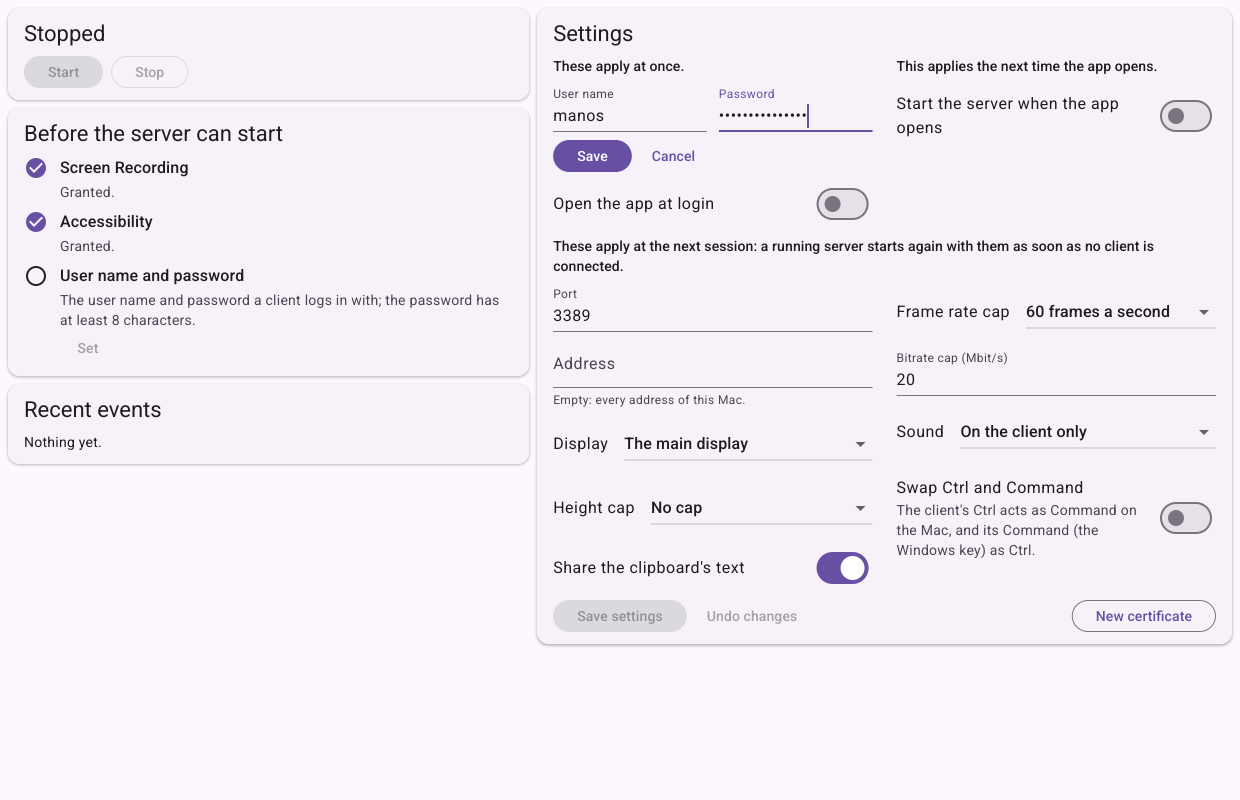 Stopped
Start
Stop
Before the server can start
Screen Recording
Granted.
Accessibility
Granted.
User name and password
The user name and password a client logs in with; the password has
at least 8 characters.
Set
Recent events
Nothing yet.
Settings
These apply at once.
User name
manos
Password
•••••••••••••••
Save
Cancel
Open the app at login
This applies the next time the app opens.
Start the server when the app
opens
These apply at the next session: a running server starts again with them as soon as no client is
connected.
Port
3389
Address
Empty: every address of this Mac.
Display
The main display
Height cap
No cap
Share the clipboard's text
Frame rate cap
60 frames a second
Bitrate cap (Mbit/s)
20
Sound
On the client only
Swap Ctrl and Command
The client's Ctrl acts as Command on
the Mac, and its Command (the
Windows key) as Ctrl.
Save settings
Undo changes
New certificate